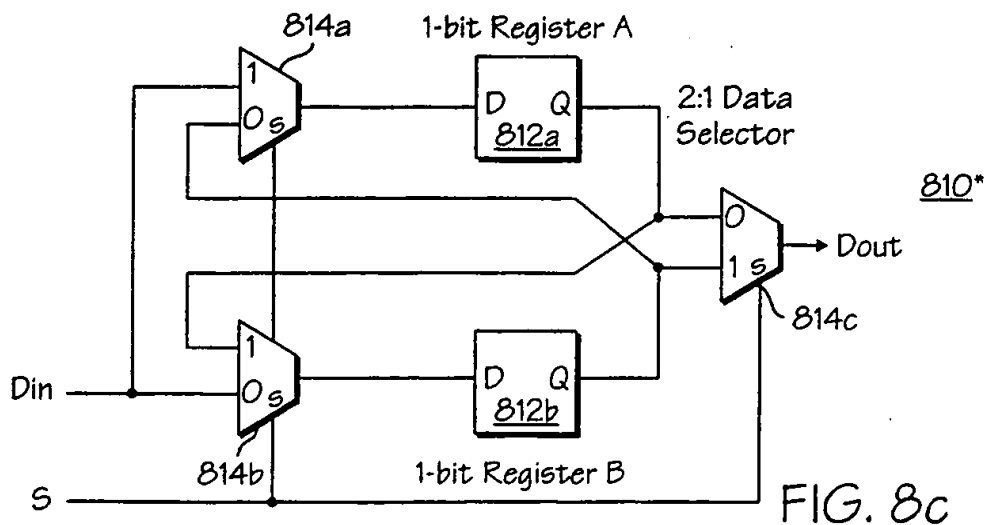 814a
1-bit Register A
1
0 s
D Q
812a
2:1 Data
Selector
810*
0
1 s
Dout
814c
1
0 s
Din
D Q
812b
814b
1-bit Register B
S
FIG. 8c